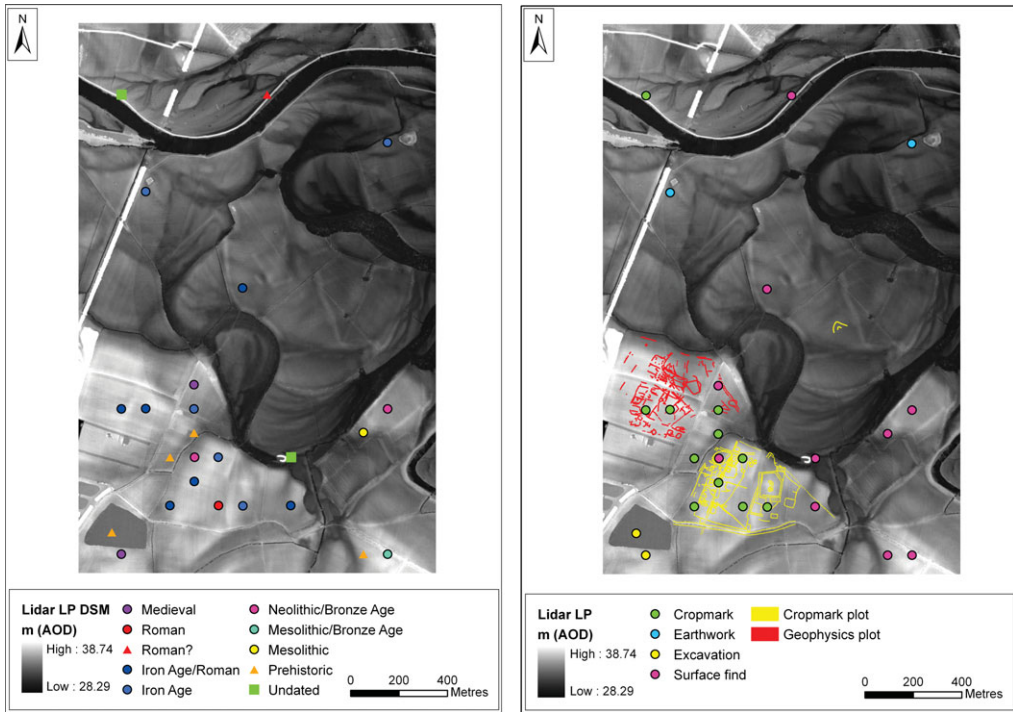 N
Lidar LP DSM
m (AOD)
High : 38.74
Low : 28.29
Medieval
Roman
Roman?
Iron Age/Roman
Iron Age
Neolithic/Bronze Age
Mesolithic/Bronze Age
Mesolithic
Prehistoric
Undated
0 200 400
Metres
N
Lidar LP
m (AOD)
High : 38.74
Low : 28.29
Cropmark
Earthwork
Excavation
Surface find
Cropmark plot
Geophysics plot
0 200 400
Metres